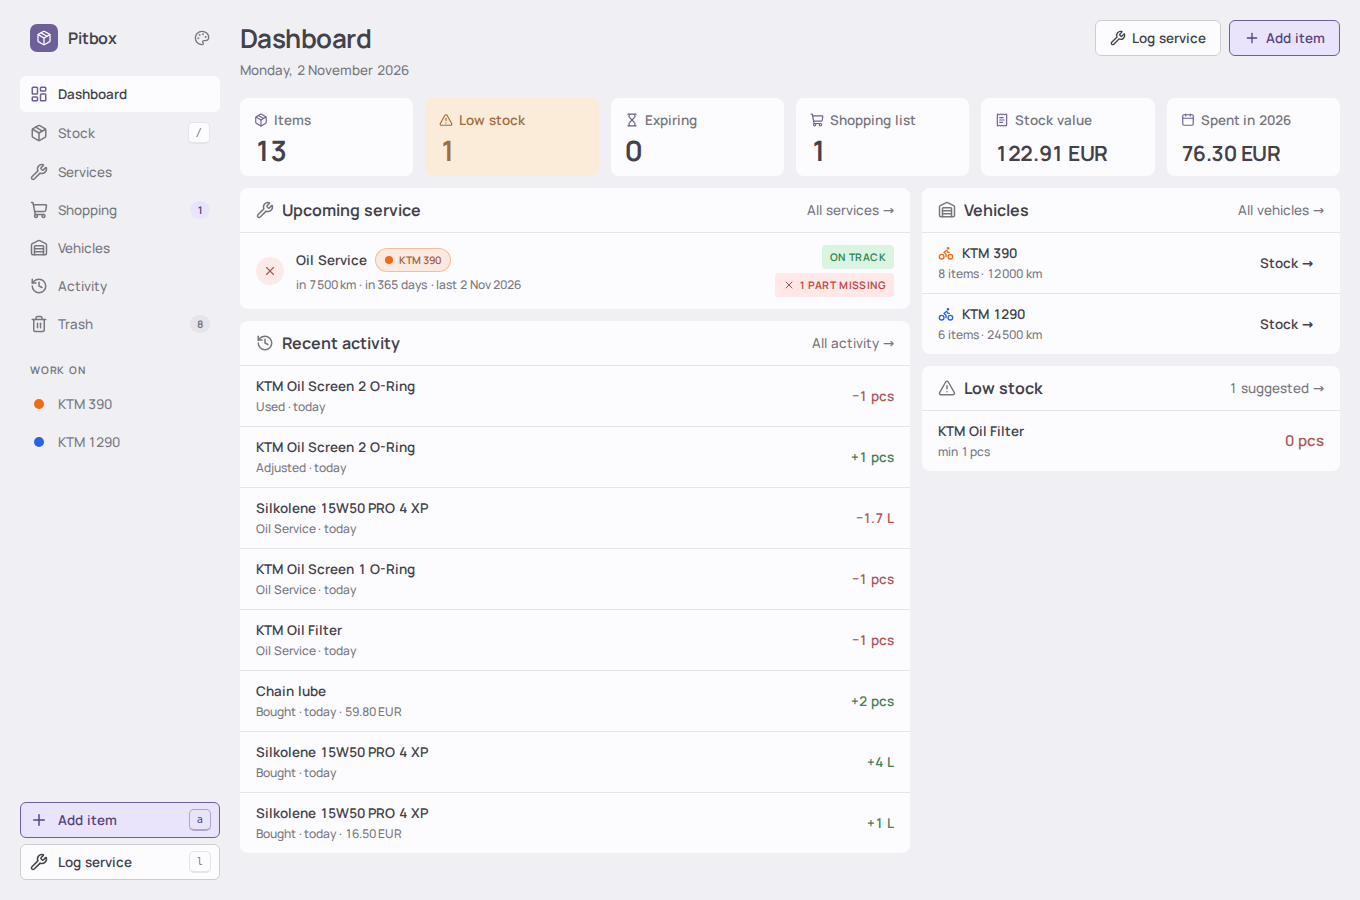 Pitbox
Dashboard
Stock /
Services
Shopping 1
Vehicles
Activity
Trash 8
WORK ON
KTM 390
KTM 1290
Add item a
Log service l
Dashboard
Monday, 2 November 2026
Log service
Add item
Items
13
Low stock
1
Expiring
0
Shopping list
1
Stock value
122.91 EUR
Spent in 2026
76.30 EUR
Upcoming service
All services →
Oil Service KTM 390
in 7500 km · in 365 days · last 2 Nov 2026
ON TRACK
1 PART MISSING
Recent activity
All activity →
KTM Oil Screen 2 O-Ring
Used · today
−1 pcs
KTM Oil Screen 2 O-Ring
Adjusted · today
+1 pcs
Silkolene 15W50 PRO 4 XP
Oil Service · today
−1.7 L
KTM Oil Screen 1 O-Ring
Oil Service · today
−1 pcs
KTM Oil Filter
Oil Service · today
−1 pcs
Chain lube
Bought · today · 59.80 EUR
+2 pcs
Silkolene 15W50 PRO 4 XP
Bought · today
+4 L
Silkolene 15W50 PRO 4 XP
Bought · today · 16.50 EUR
+1 L
Vehicles
All vehicles →
KTM 390
8 items · 12000 km
Stock →
KTM 1290
6 items · 24500 km
Stock →
Low stock
1 suggested →
KTM Oil Filter
min 1 pcs
0 pcs